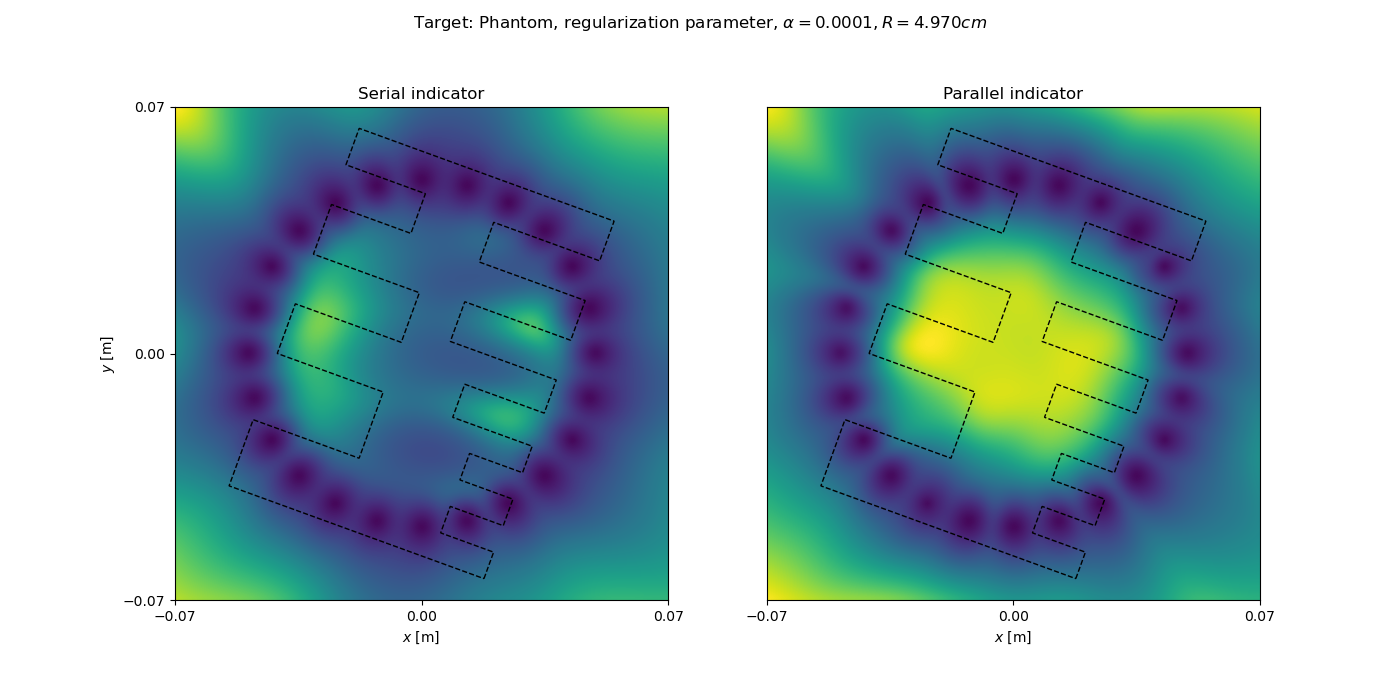 Target: Phantom, regularization parameter, α = 0.0001, R = 4.970cm
Serial indicator
Parallel indicator
0.07
0.00
−0.07
y [m]
−0.07
0.00
0.07
x [m]
−0.07
0.00
0.07
x [m]